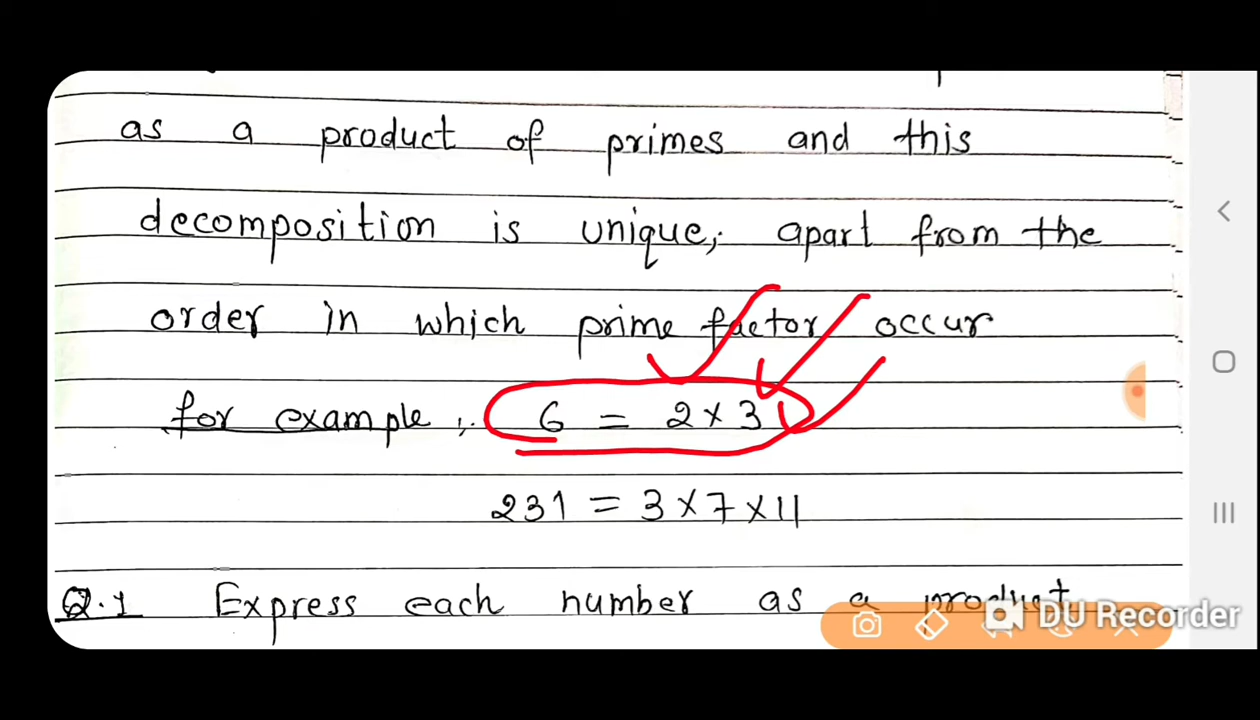 as a product of primes and this
decomposition is unique, apart from the
order in which prime factor occur
for example, 6 = 2 × 3
231 = 3 × 7 × 11
Q.1 Express each number as a product
DU Recorder